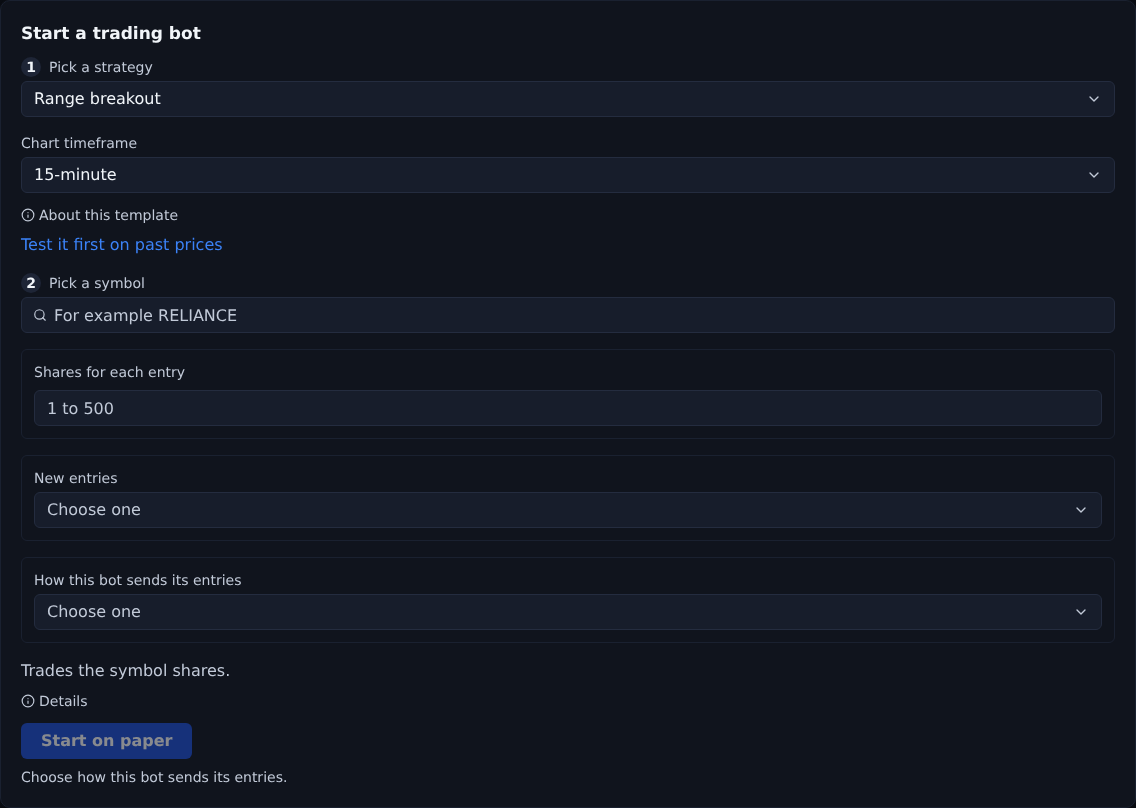 Start a trading bot
1 Pick a strategy
Range breakout
Chart timeframe
15-minute
About this template
Test it first on past prices
2 Pick a symbol
For example RELIANCE
Shares for each entry
1 to 500
New entries
Choose one
How this bot sends its entries
Choose one
Trades the symbol shares.
Details
Start on paper
Choose how this bot sends its entries.